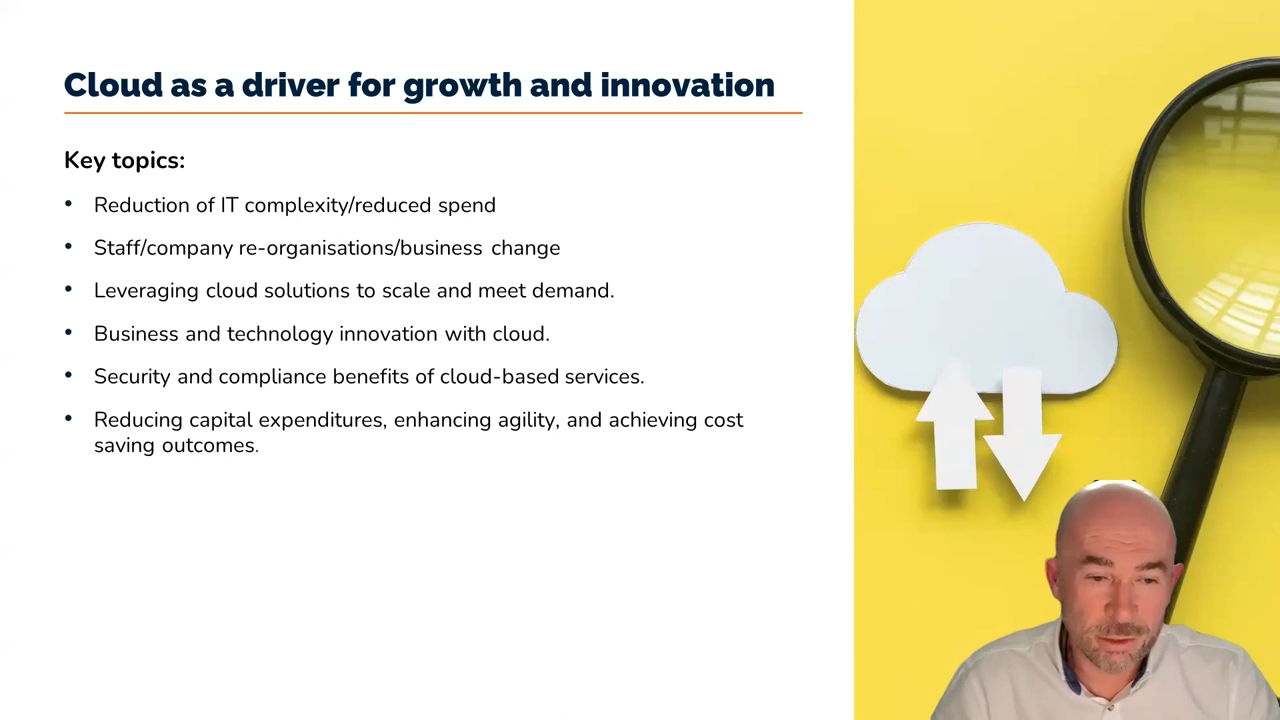 Cloud as a driver for growth and innovation
Key topics:
• Reduction of IT complexity/reduced spend
• Staff/company re-organisations/business change
• Leveraging cloud solutions to scale and meet demand.
• Business and technology innovation with cloud.
• Security and compliance benefits of cloud-based services.
• Reducing capital expenditures, enhancing agility, and achieving cost
saving outcomes.